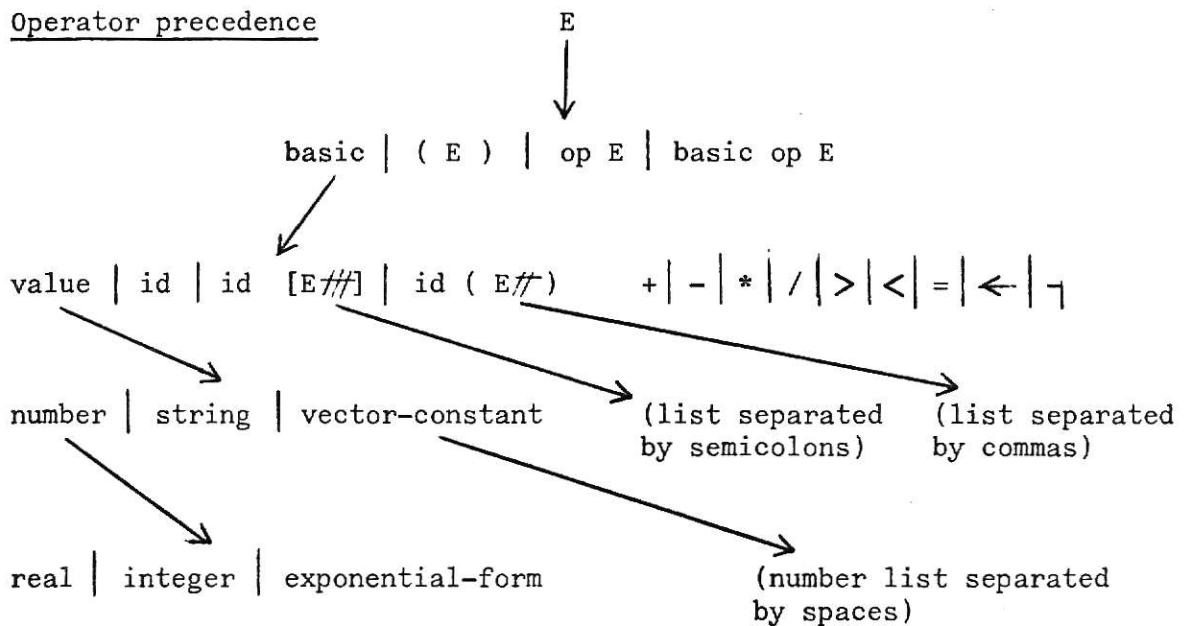 Operator precedence E
basic | ( E ) | op E | basic op E
value | id | id [E##] | id ( E# ) + | - | * | / | > | < | = | ← | ¬
number | string | vector-constant (list separated by semicolons) (list separated by commas)
real | integer | exponential-form (number list separated by spaces)